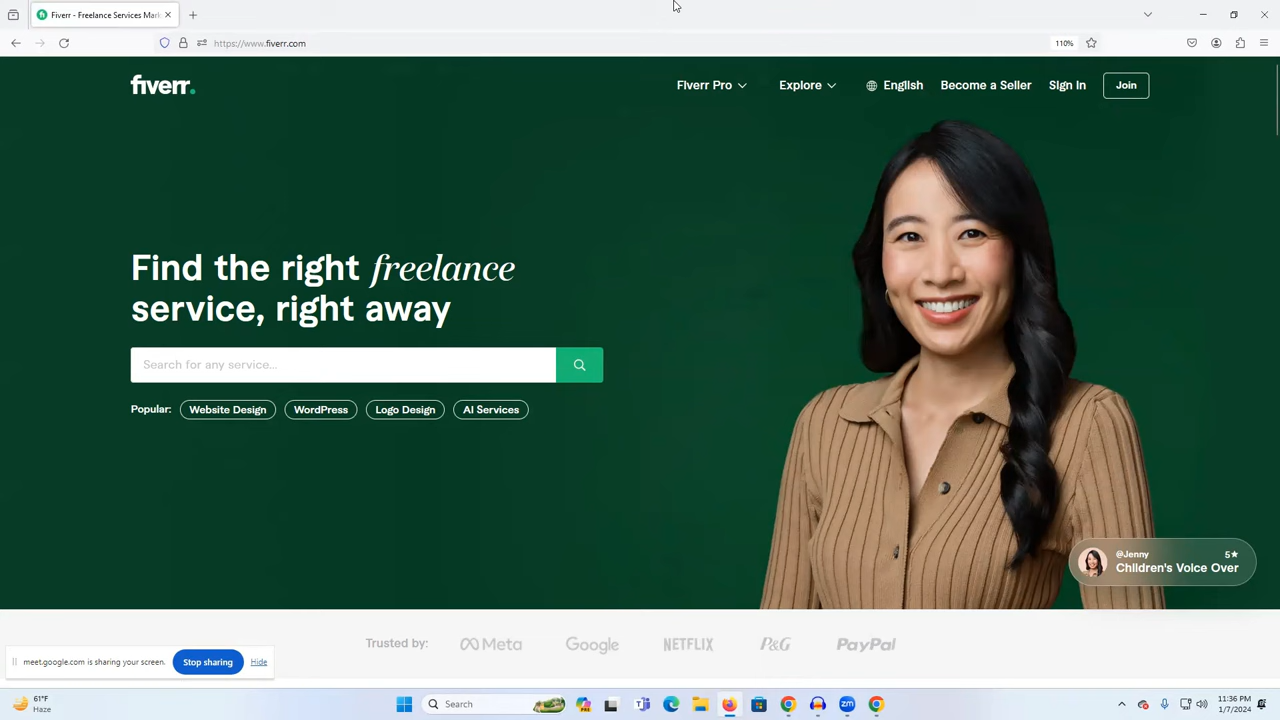 Fiverr - Freelance Services Mark
https://www.fiverr.com
110%
fiverr.
Fiverr Pro
Explore
English
Become a Seller
Sign In
Join
Find the right freelance
service, right away
Search for any service...
Popular:
Website Design
WordPress
Logo Design
AI Services
@Jenny
5★
Children's Voice Over
Trusted by:
Meta
Google
NETFLIX
P&G
PayPal
meet.google.com is sharing your screen.
Stop sharing
Hide
61°F
Haze
Search
zm
11:36 PM
1/7/2024